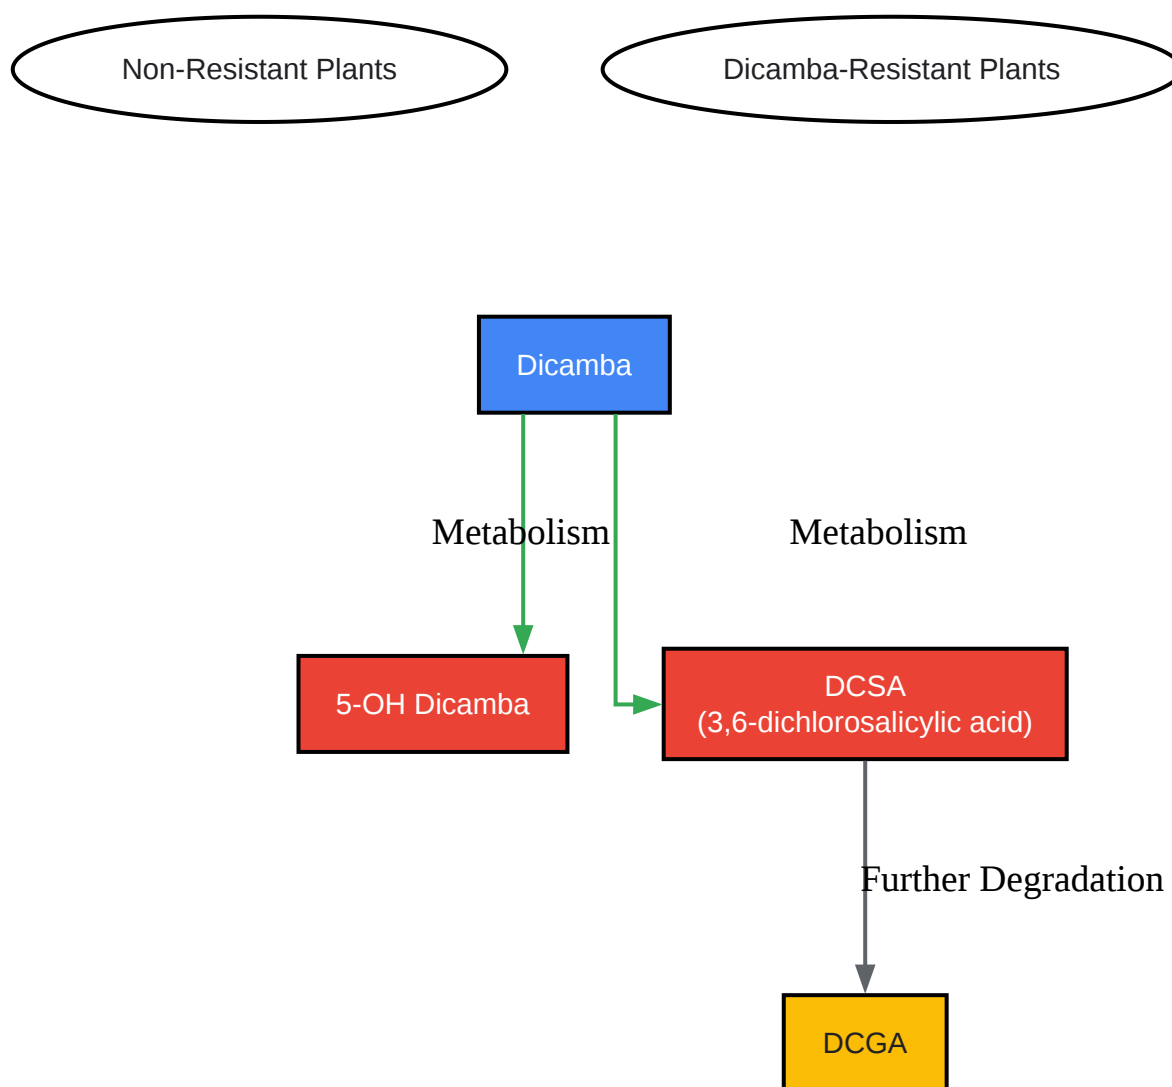 Non-Resistant Plants
Dicamba-Resistant Plants
Dicamba
Metabolism
Metabolism
5-OH Dicamba
DCSA
(3,6-dichlorosalicylic acid)
Further Degradation
DCGA